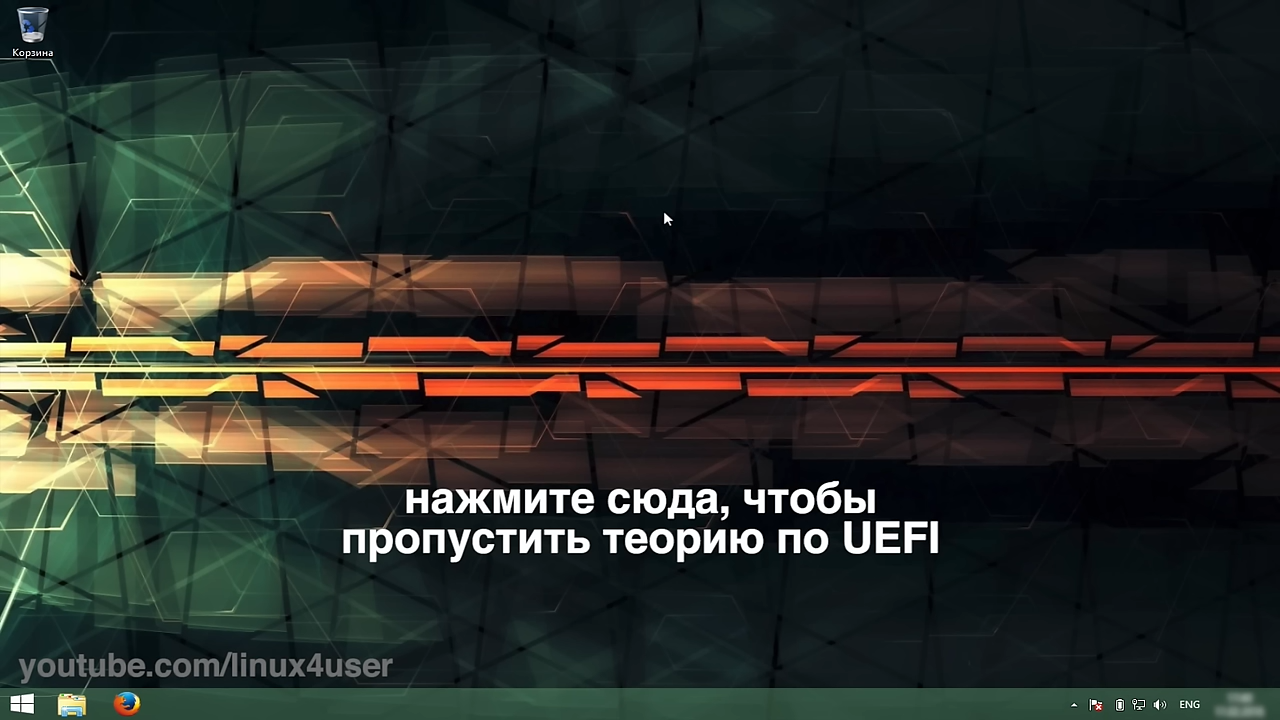 Корзина
нажмите сюда, чтобы
пропустить теорию по UEFI
youtube.com/linux4user
ENG